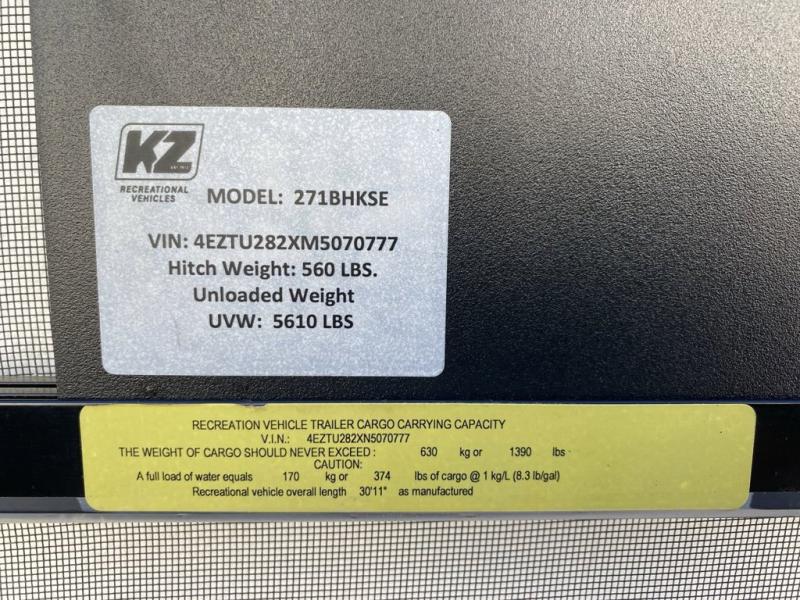 KZ
RECREATIONAL
VEHICLES
MODEL: 271BHKSE
VIN: 4EZTU282XM5070777
Hitch Weight: 560 LBS.
Unloaded Weight
UVW: 5610 LBS
RECREATION VEHICLE TRAILER CARGO CARRYING CAPACITY
V.I.N.: 4EZTU282XN5070777
THE WEIGHT OF CARGO SHOULD NEVER EXCEED : 630 kg or 1390 lbs
CAUTION:
A full load of water equals 170 kg or 374 lbs of cargo @ 1 kg/L (8.3 lb/gal)
Recreational vehicle overall length 30'11" as manufactured